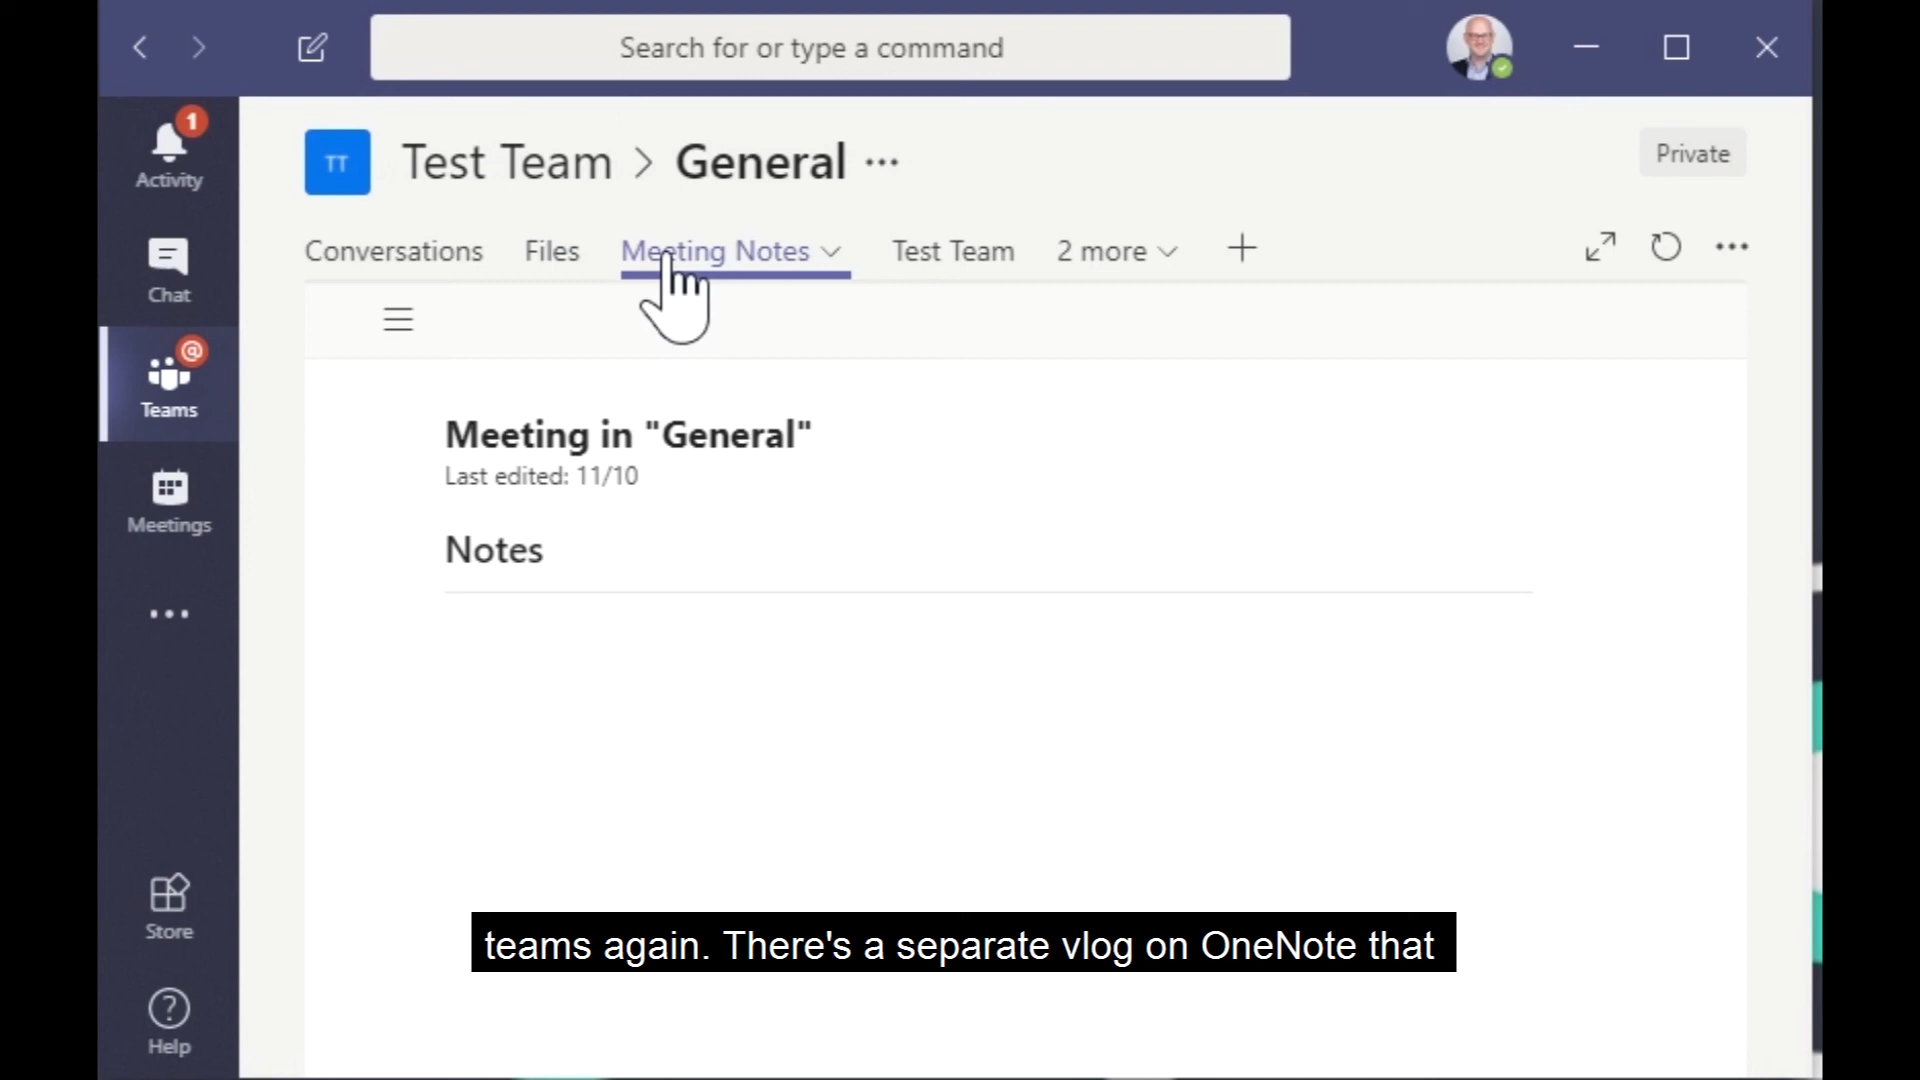 Search for or type a command
1
Activity
Chat
@
Teams
Meetings
Store
Help
TT
Test Team > General ...
Private
Conversations Files Meeting Notes Test Team 2 more
Meeting in "General"
Last edited: 11/10
Notes
teams again. There's a separate vlog on OneNote that